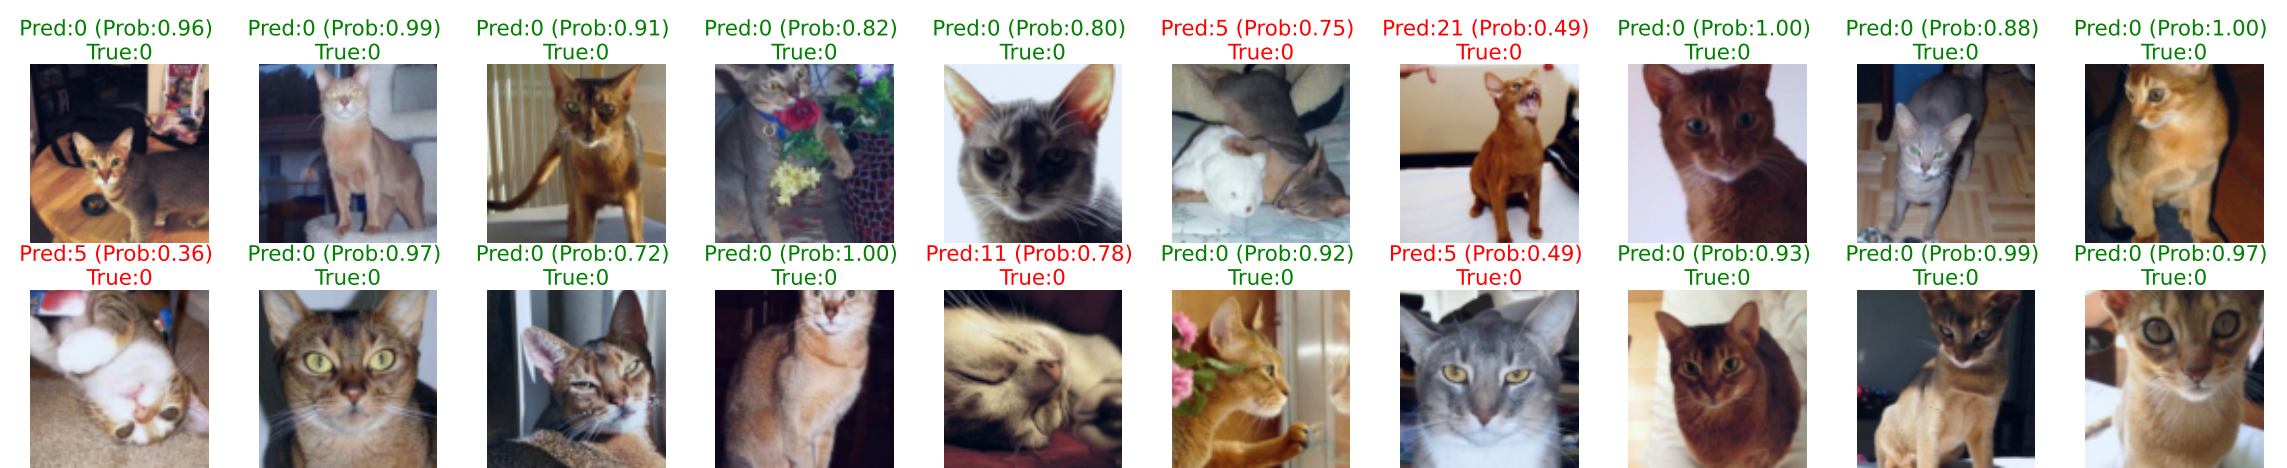 Pred:0 (Prob:0.96)
True:0
Pred:0 (Prob:0.99)
True:0
Pred:0 (Prob:0.91)
True:0
Pred:0 (Prob:0.82)
True:0
Pred:0 (Prob:0.80)
True:0
Pred:5 (Prob:0.75)
True:0
Pred:21 (Prob:0.49)
True:0
Pred:0 (Prob:1.00)
True:0
Pred:0 (Prob:0.88)
True:0
Pred:0 (Prob:1.00)
True:0
Pred:5 (Prob:0.36)
True:0
Pred:0 (Prob:0.97)
True:0
Pred:0 (Prob:0.72)
True:0
Pred:0 (Prob:1.00)
True:0
Pred:11 (Prob:0.78)
True:0
Pred:0 (Prob:0.92)
True:0
Pred:5 (Prob:0.49)
True:0
Pred:0 (Prob:0.93)
True:0
Pred:0 (Prob:0.99)
True:0
Pred:0 (Prob:0.97)
True:0